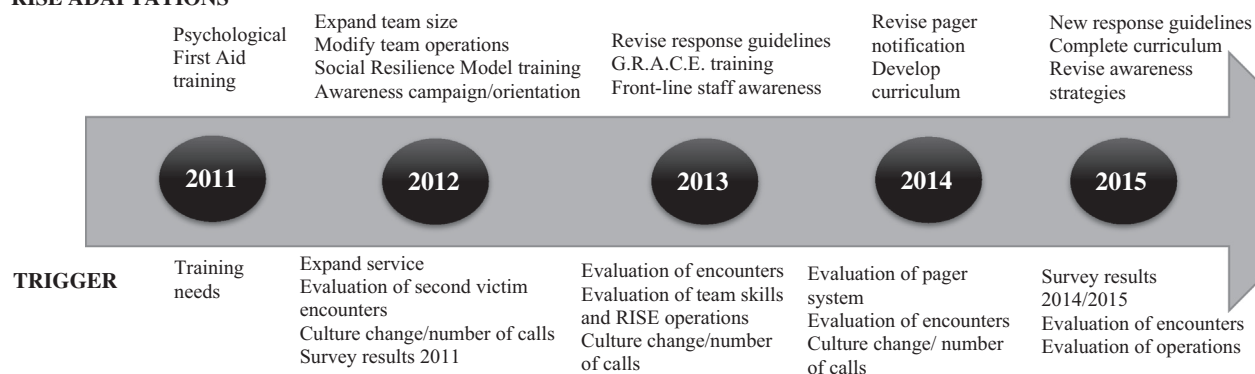 RISE ADAPTATIONS
Psychological
First Aid
training
Expand team size
Modify team operations
Social Resilience Model training
Awareness campaign/orientation
Revise response guidelines
G.R.A.C.E. training
Front-line staff awareness
Revise pager
notification
Develop
curriculum
New response guidelines
Complete curriculum
Revise awareness
strategies
2011
2012
2013
2014
2015
TRIGGER
Training
needs
Expand service
Evaluation of second victim
encounters
Culture change/number of calls
Survey results 2011
Evaluation of encounters
Evaluation of team skills
and RISE operations
Culture change/number
of calls
Evaluation of pager
system
Evaluation of encounters
Culture change/ number
of calls
Survey results
2014/2015
Evaluation of encounters
Evaluation of operations